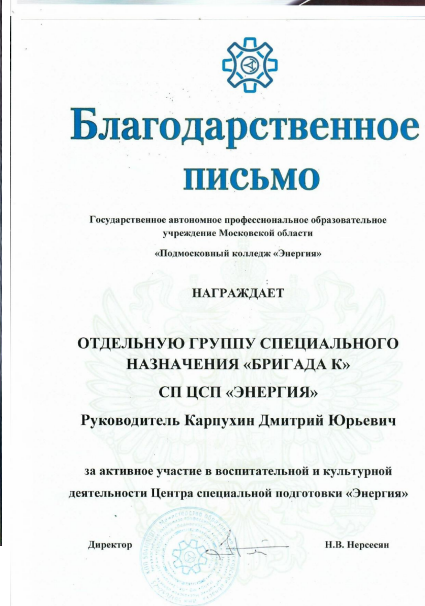 Благодарственное
письмо
Государственное автономное профессиональное образовательное
учреждение Московской области
«Подмосковный колледж «Энергия»
НАГРАЖДАЕТ
ОТДЕЛЬНУЮ ГРУППУ СПЕЦИАЛЬНОГО
НАЗНАЧЕНИЯ «БРИГАДА К»
СП ЦСП «ЭНЕРГИЯ»
Руководитель Карпухин Дмитрий Юрьевич
за активное участие в воспитательной и культурной
деятельности Центра специальной подготовки «Энергия»
Директор Н.В. Нерсесян